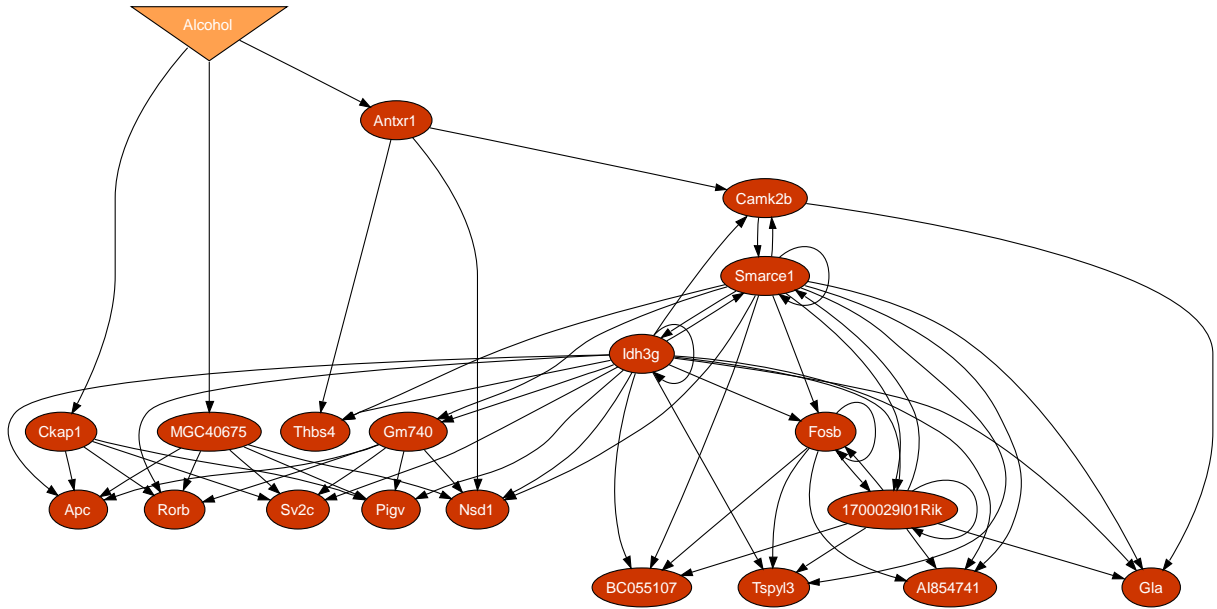 Alcohol
Antxr1
Camk2b
Smarce1
Idh3g
Ckap1
MGC40675
Thbs4
Gm740
Fosb
Apc
Rorb
Sv2c
Pigv
Nsd1
1700029I01Rik
BC055107
Tspyl3
AI854741
Gla